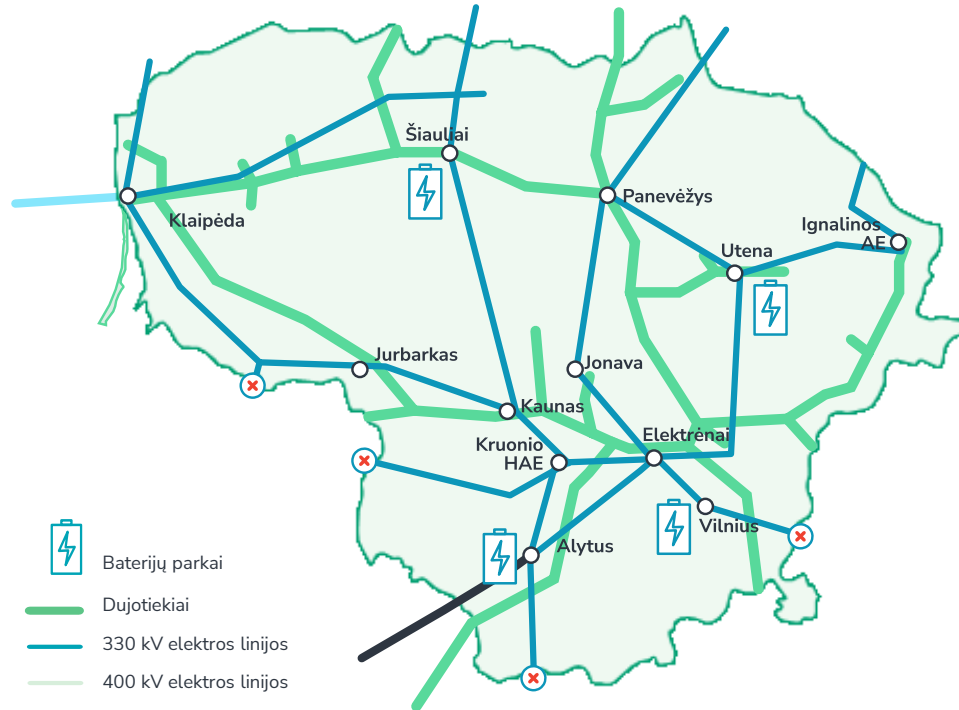 Šiauliai
Klaipėda
Panevėžys
Ignalinos
AE
Utena
Jurbarkas
Jonava
Kaunas
Elektrėnai
Kruonio
HAE
Vilnius
Alytus
Baterijų parkai
Dujotiekiai
330 kV elektros linijos
400 kV elektros linijos